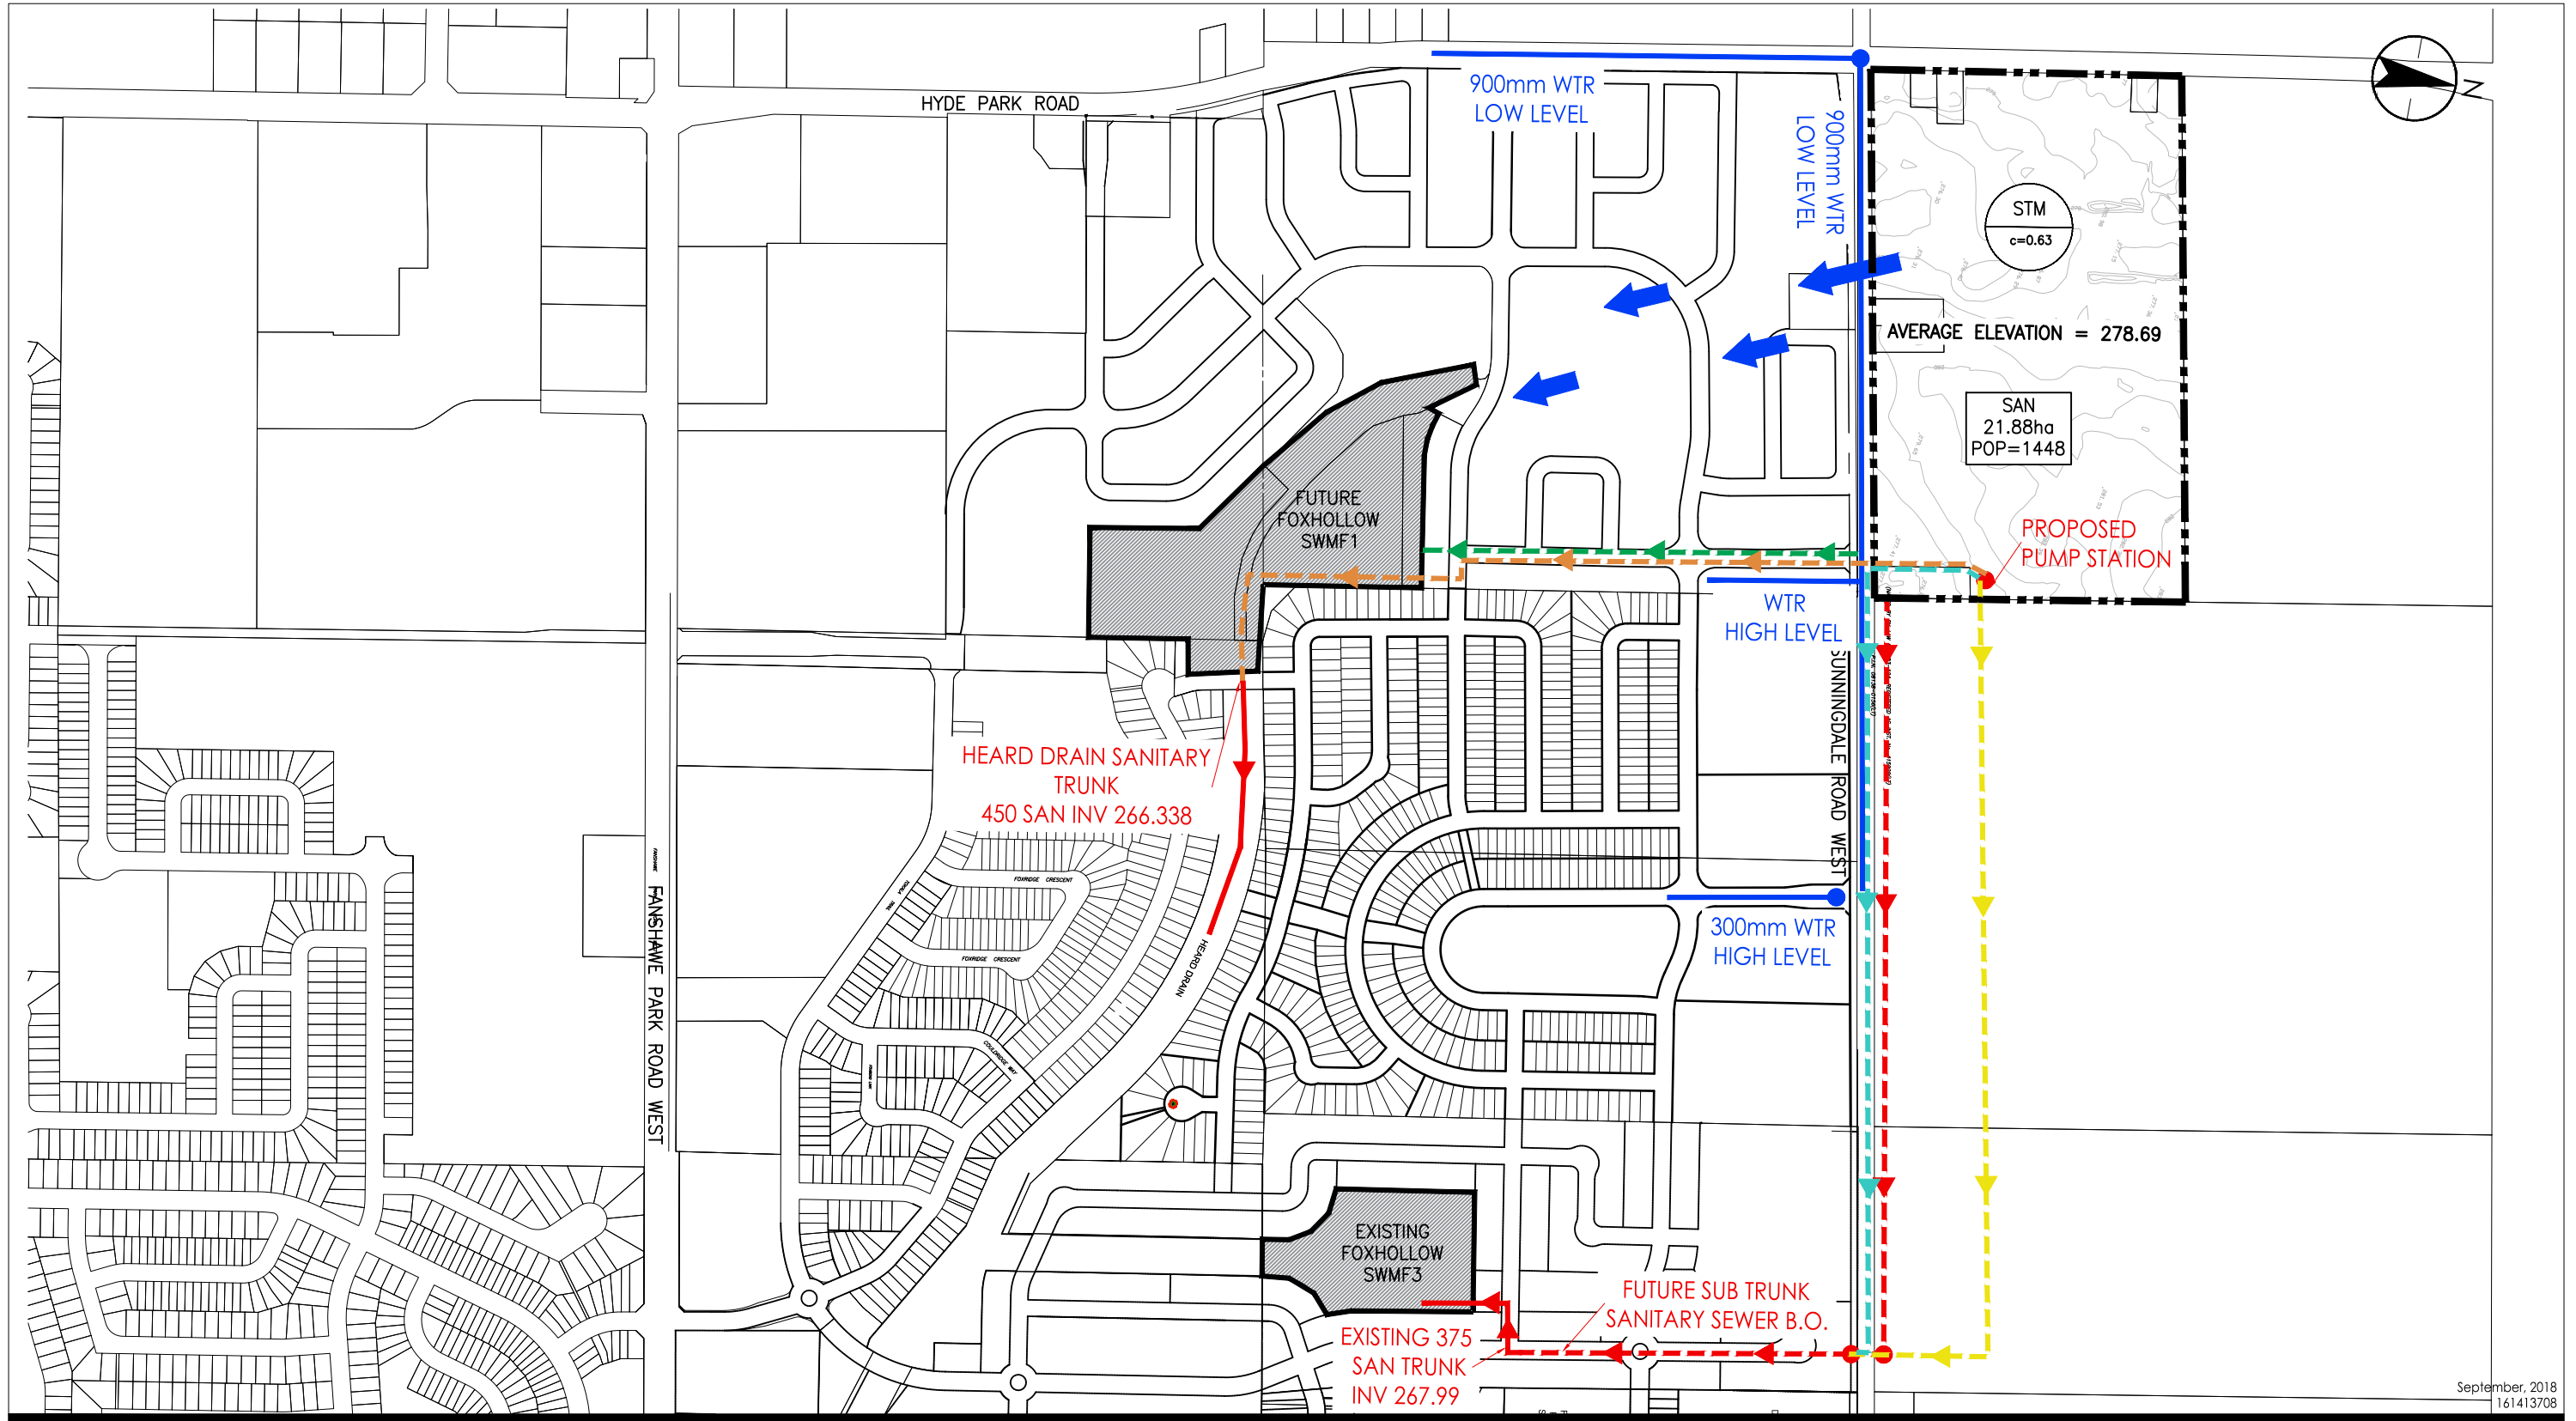 HYDE PARK ROAD
900mm WTR
LOW LEVEL
900mm WTR
LOW LEVEL
N
STM
c=0.63
AVERAGE ELEVATION = 278.69
SAN
21.88ha
POP=1448
PROPOSED
PUMP STATION
FUTURE
FOXHOLLOW
SWMF1
WTR
HIGH LEVEL
SUNNINGDALE ROAD WEST
HEARD DRAIN SANITARY
TRUNK
450 SAN INV 266.338
300mm WTR
HIGH LEVEL
FOXRIDGE CRESCENT
FOXRIDGE CRESCENT
HEARD DRAIN
COULDRIDGE WAY
FANSHAWE PARK ROAD WEST
EXISTING
FOXHOLLOW
SWMF3
FUTURE SUB TRUNK
SANITARY SEWER B.O.
EXISTING 375
SAN TRUNK
INV 267.99
September, 2018
161413708